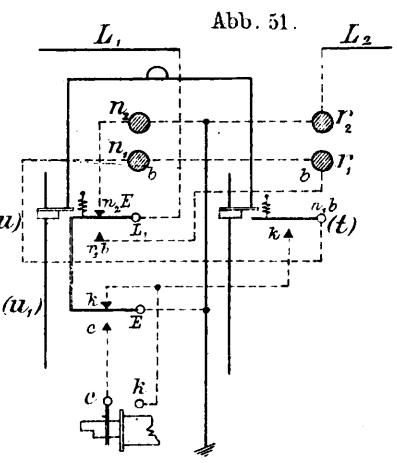 Abb. 51.
L₁
L₂
n₂
r₂
n₁
b
b
r₁
n₂E
L₁
u)
r₁b
n₁b
k
(t)
(u₁)
k
E
c
c
k